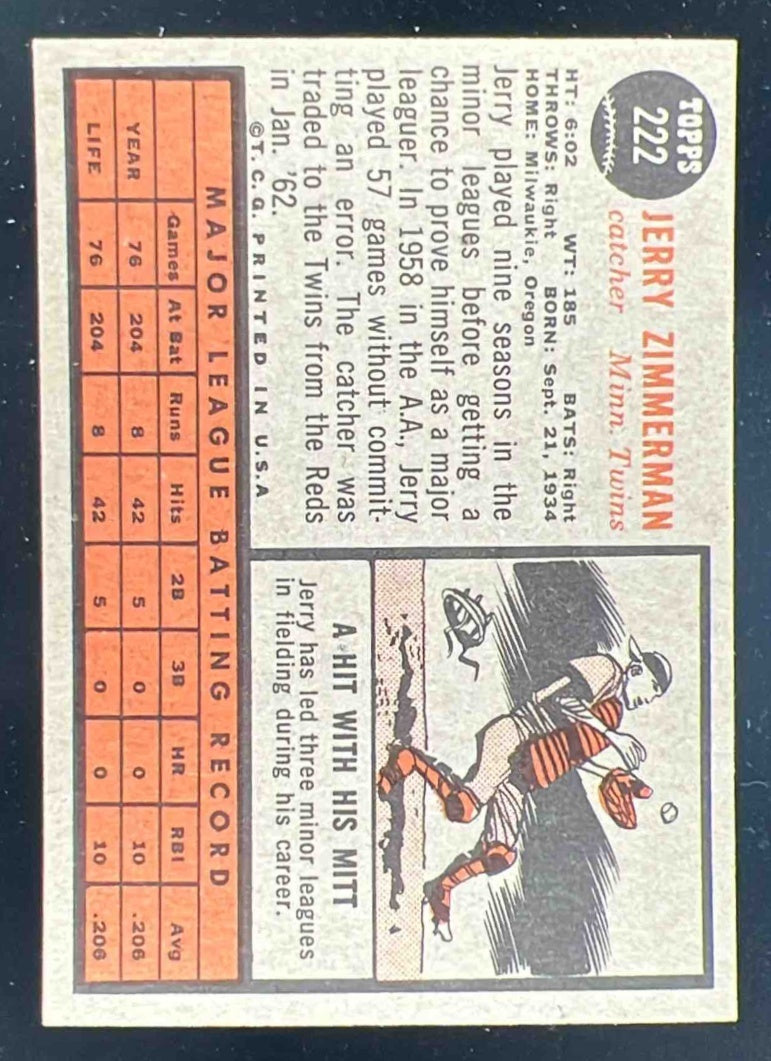 TOPPS
222
JERRY ZIMMERMAN
catcher Minn. Twins
HT: 6:02 WT: 185 BATS: Right
THROWS: Right BORN: Sept. 21, 1934
HOME: Milwaukie, Oregon
Jerry played nine seasons in the
minor leagues before getting a
chance to prove himself as a major
leaguer. In 1958 in the A.A., Jerry
played 57 games without commit-
ting an error. The catcher was
traded to the Twins from the Reds
in Jan. '62.
©T. C. G. PRINTED IN U.S.A
A HIT WITH HIS MITT
Jerry has led three minor leagues
in fielding during his career.
MAJOR LEAGUE BATTING RECORD
Games At Bat Runs Hits 2B 3B HR RBI Avg
YEAR 76 204 8 42 5 0 0 10 .206
LIFE 76 204 8 42 5 0 0 10 .206